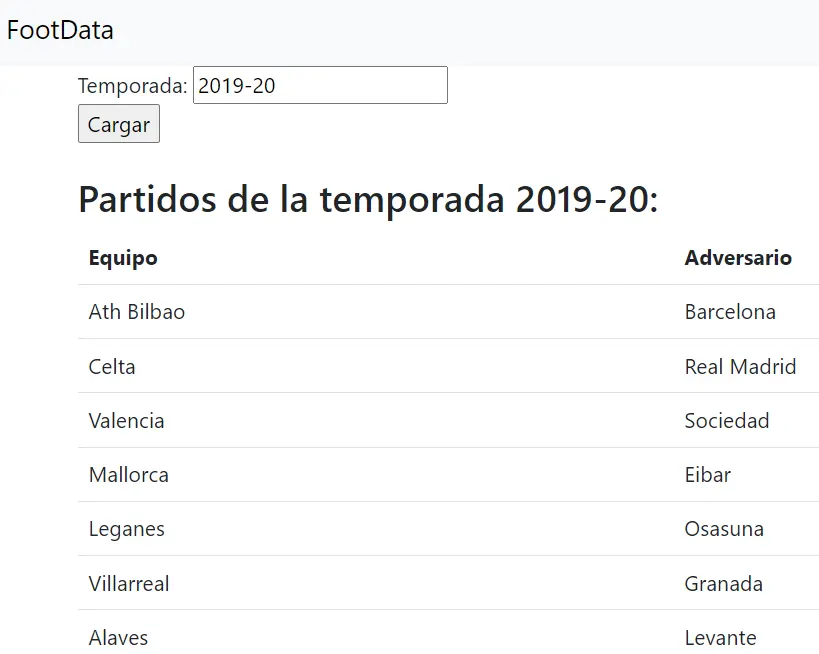 FootData
Temporada: 2019-20
Cargar
Partidos de la temporada 2019-20:
Equipo Adversario
Ath Bilbao Barcelona
Celta Real Madrid
Valencia Sociedad
Mallorca Eibar
Leganes Osasuna
Villarreal Granada
Alaves Levante